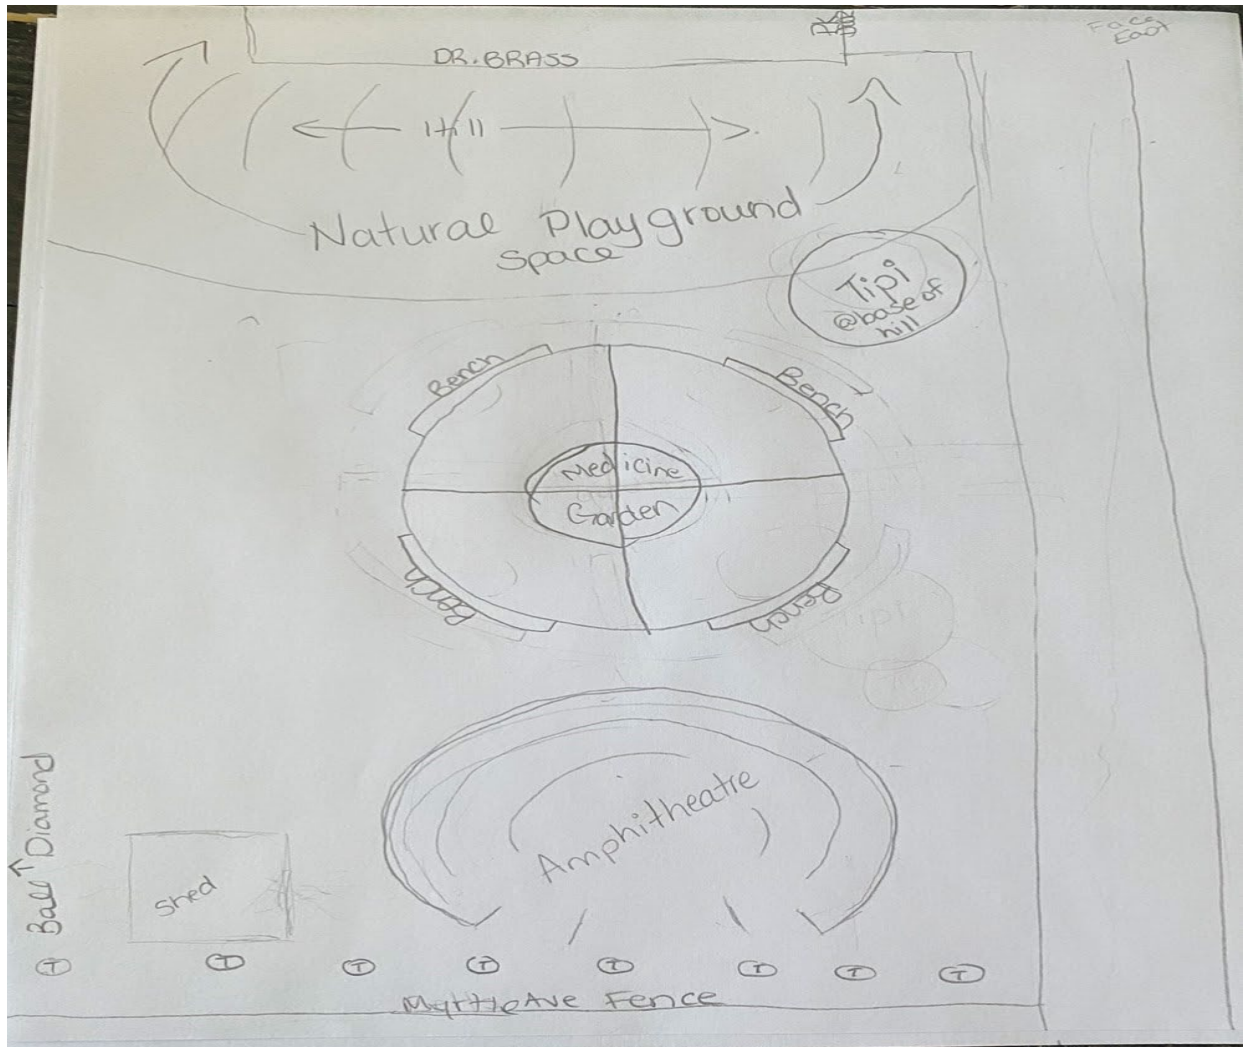 Face
East
DR. BRASS
Hill
Natural Playground
Space
Tipi
@base of
hill
Bench
Bench
Medicine
Garden
Bench
Bench
Tipi
Amphitheatre
Ball Diamond
Shed
T T T T T T T T
Myrtle Ave Fence